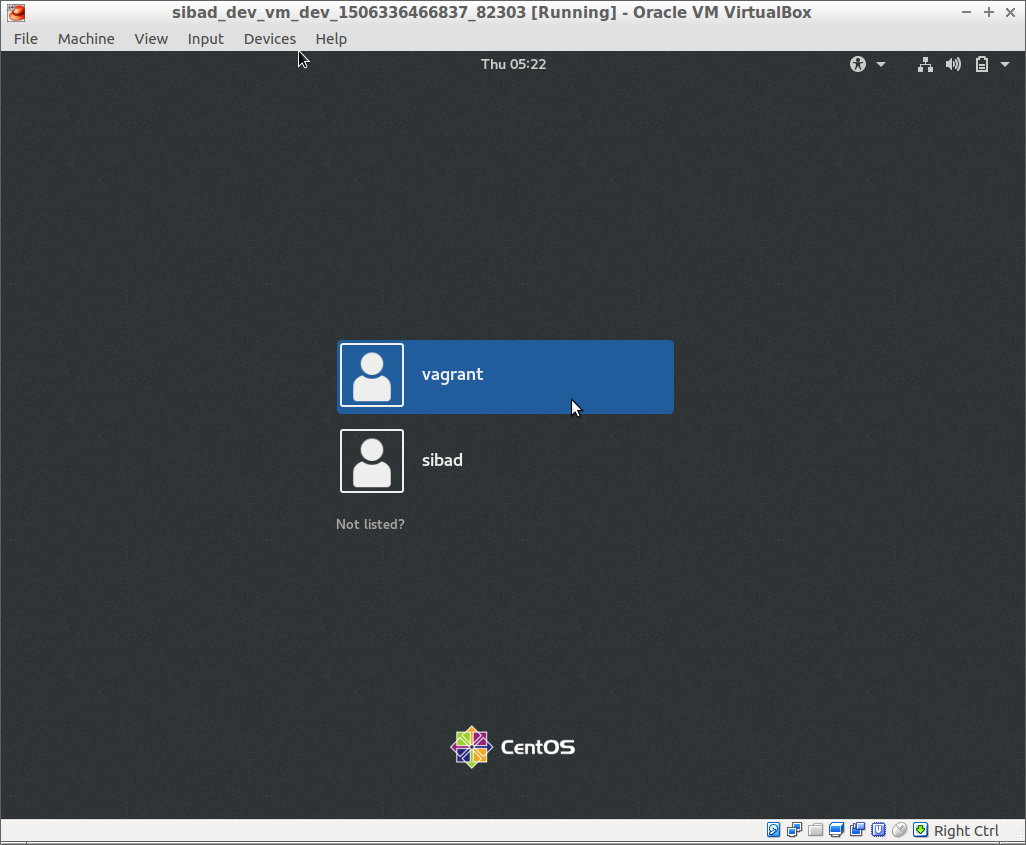 sibad_dev_vm_dev_1506336466837_82303 [Running] - Oracle VM VirtualBox
File Machine View Input Devices Help
Thu 05:22
vagrant
sibad
Not listed?
CentOS
Right Ctrl